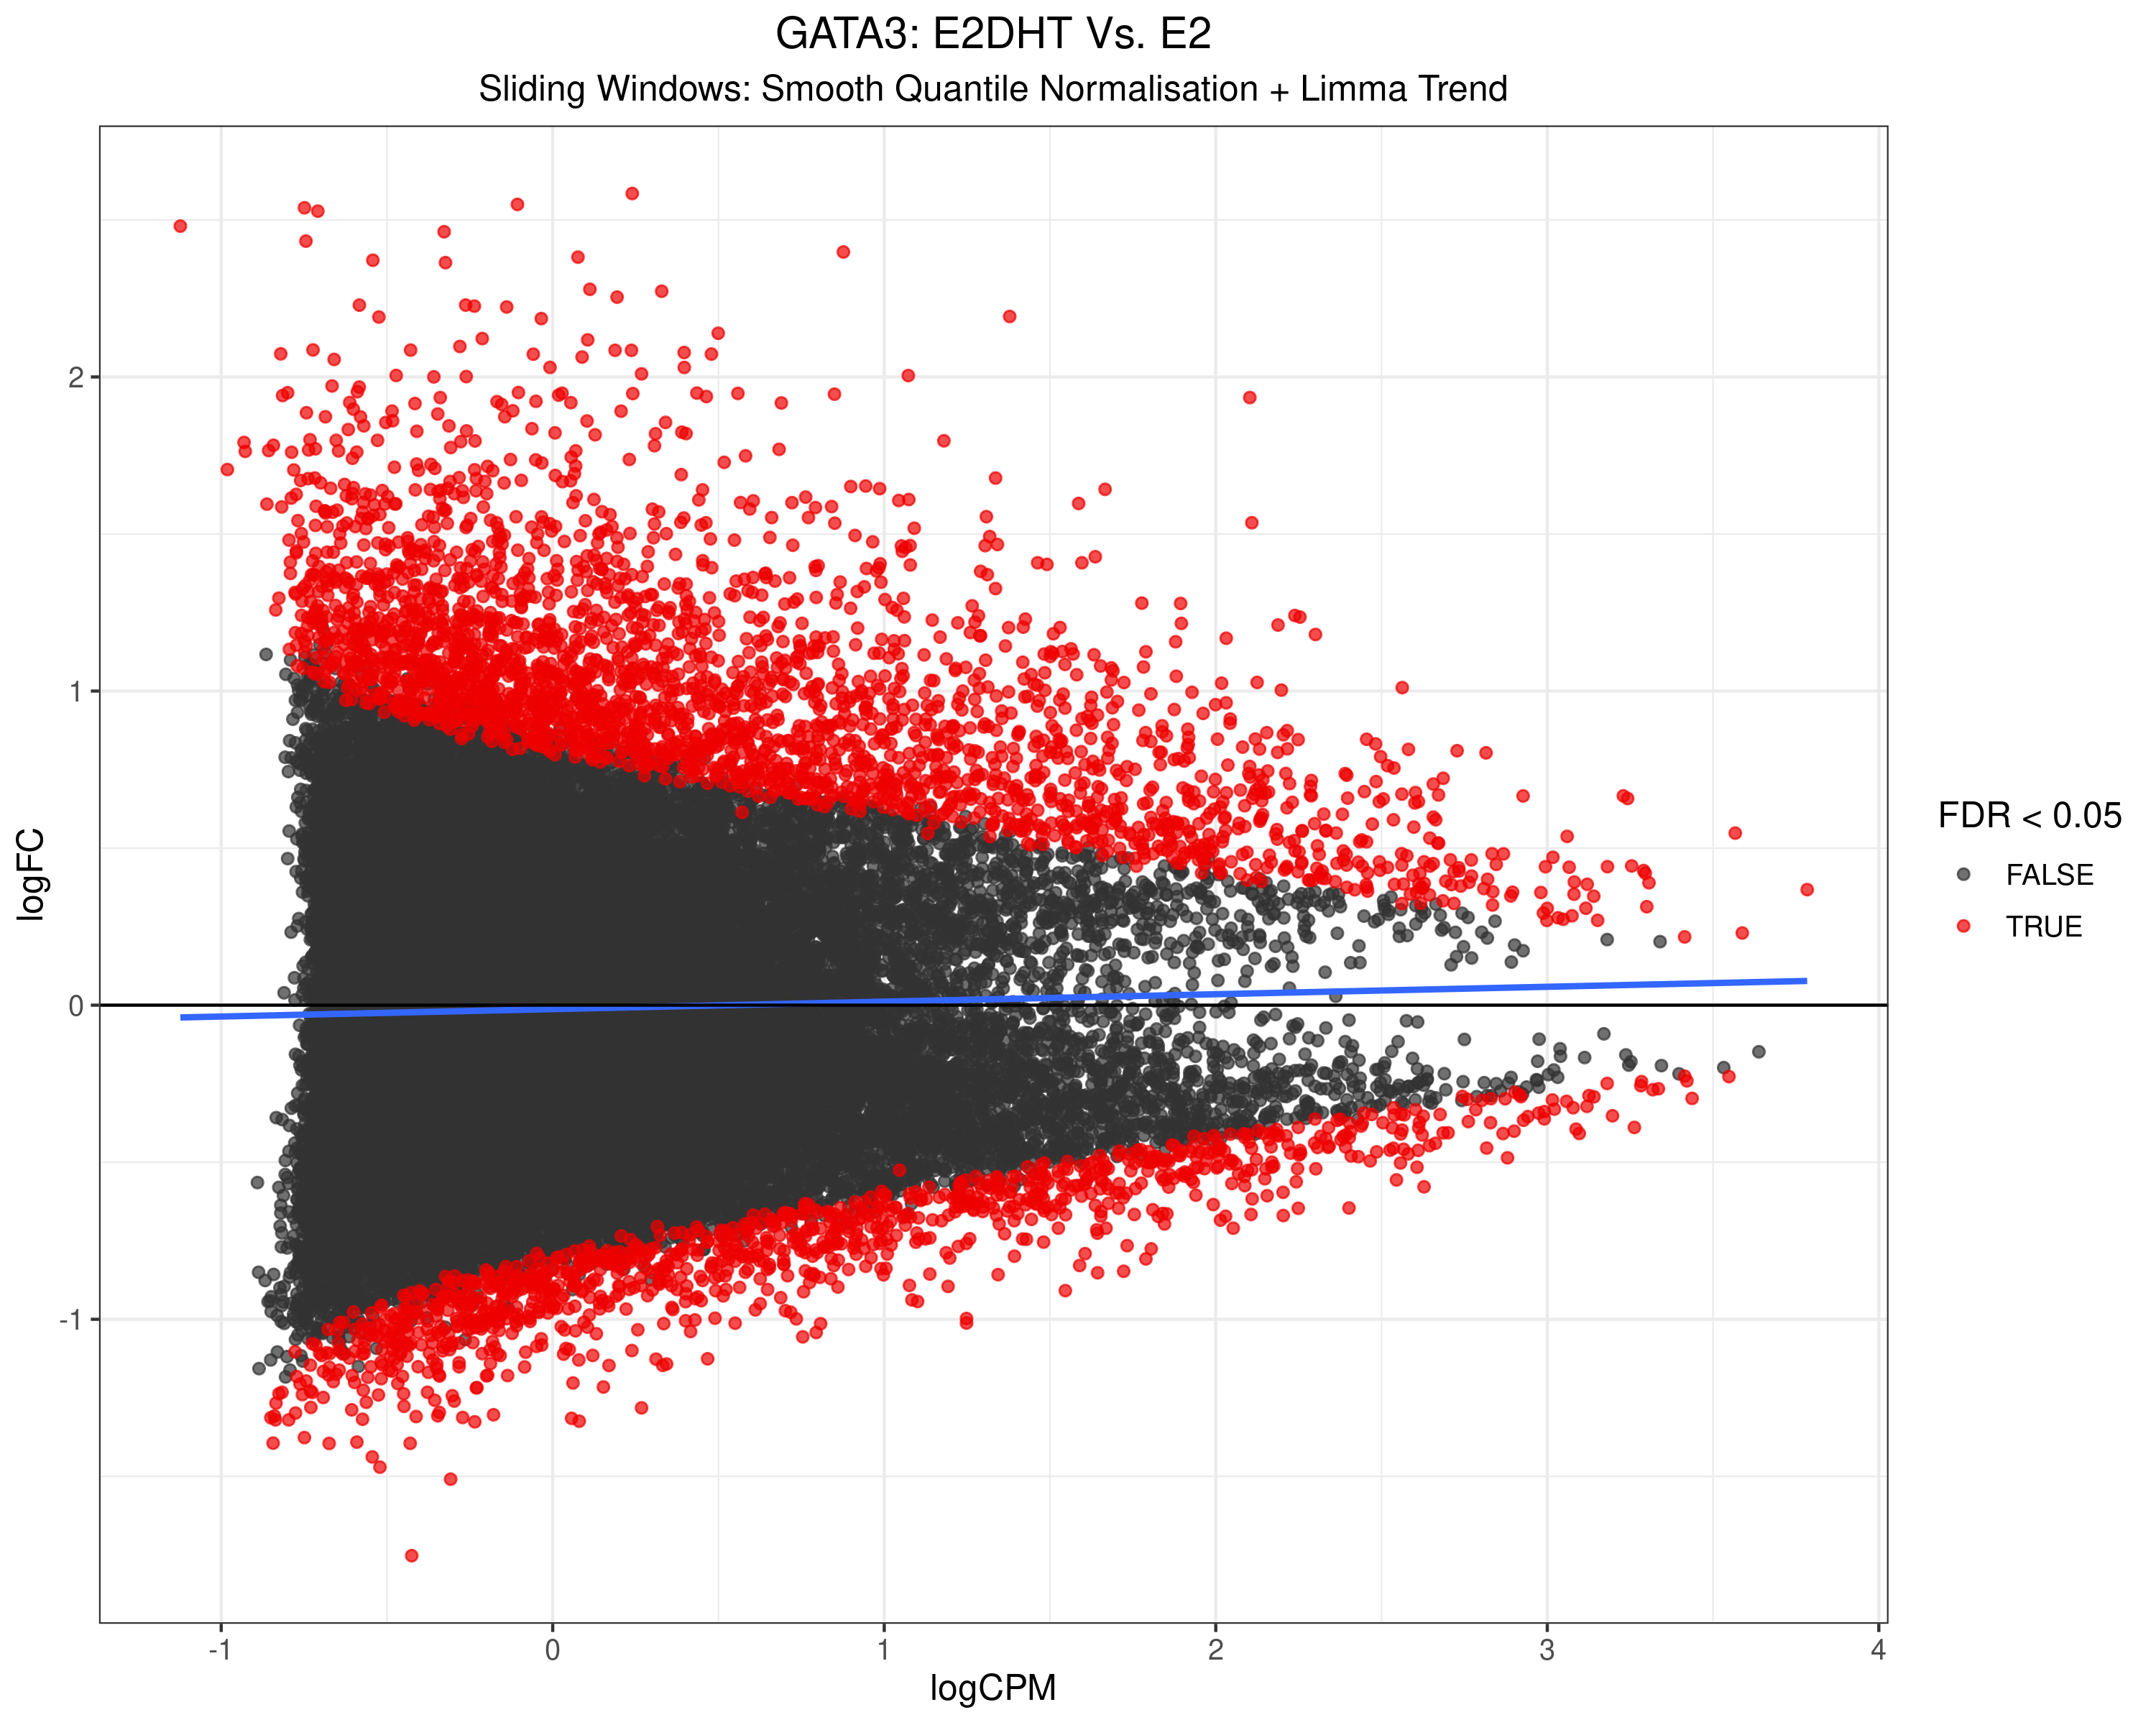 GATA3: E2DHT Vs. E2
Sliding Windows: Smooth Quantile Normalisation + Limma Trend
2
1
0
-1
logFC
-1 0 1 2 3 4
logCPM
FDR < 0.05
FALSE
TRUE